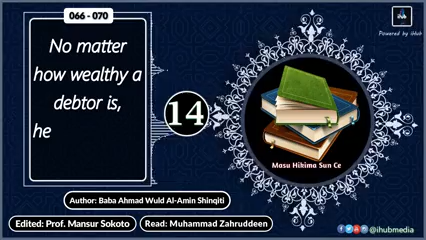 066 - 070
No matter
how wealthy a
debtor is,
he
14
Masu Hikima Sun Ce
Powered by ihub
Author: Baba Ahmad Wuld Al-Amin Shinqiti
Edited: Prof. Mansur Sokoto
Read: Muhammad Zahruddeen
@ihubmedia